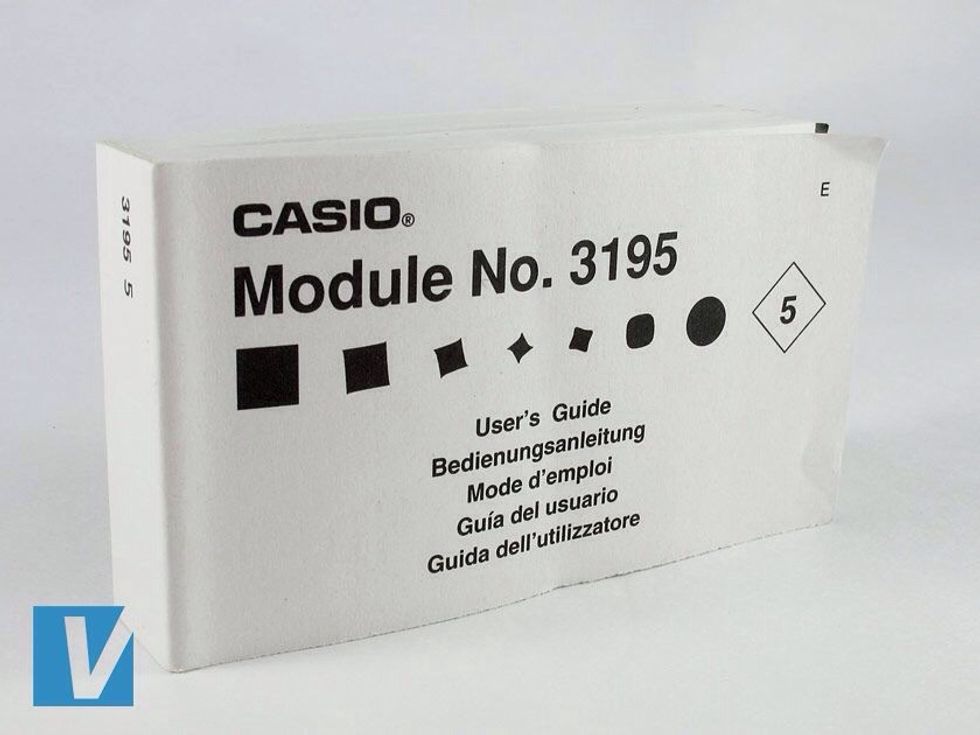 3195 5
E
CASIO®
Module No. 3195
5
User's Guide
Bedienungsanleitung
Mode d'emploi
Guía del usuario
Guida dell'utilizzatore
V